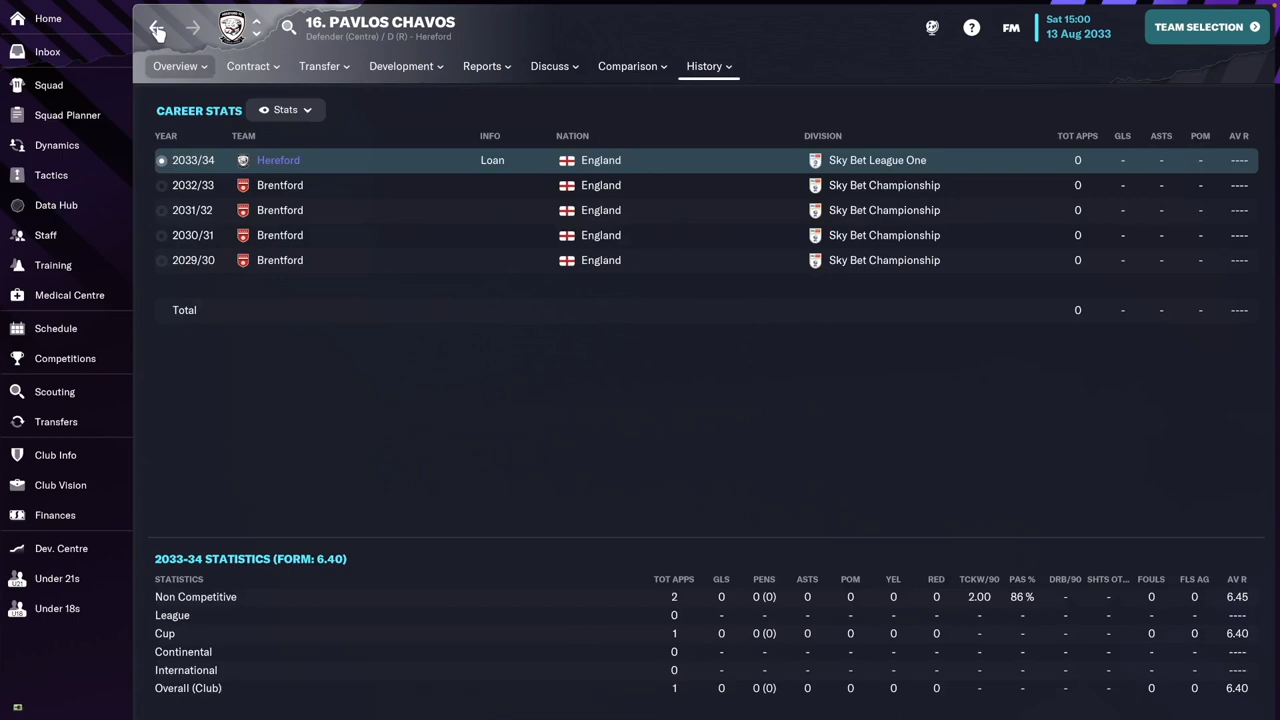 Home
16. PAVLOS CHAVOS
Defender (Centre) / D (R) - Hereford
FM
Sat 15:00
13 Aug 2033
TEAM SELECTION
Inbox
Squad
Squad Planner
Dynamics
Tactics
Data Hub
Staff
Training
Medical Centre
Schedule
Competitions
Scouting
Transfers
Club Info
Club Vision
Finances
Dev. Centre
U21 Under 21s
U18 Under 18s
Overview Contract Transfer Development Reports Discuss Comparison History
CAREER STATS Stats
YEAR TEAM INFO NATION DIVISION TOT APPS GLS ASTS POM AV R
2033/34 Hereford Loan England Sky Bet League One 0 - - - ----
2032/33 Brentford England Sky Bet Championship 0 - - - ----
2031/32 Brentford England Sky Bet Championship 0 - - - ----
2030/31 Brentford England Sky Bet Championship 0 - - - ----
2029/30 Brentford England Sky Bet Championship 0 - - - ----
Total 0 - - - ----
2033-34 STATISTICS (FORM: 6.40)
STATISTICS TOT APPS GLS PENS ASTS POM YEL RED TCKW/90 PAS % DRB/90 SHTS OT... FOULS FLS AG AV R
Non Competitive 2 0 0 (0) 0 0 0 0 2.00 86 % - - 0 0 6.45
League 0 - - - - - - - - - - - - ----
Cup 1 0 0 (0) 0 0 0 0 - - - - 0 0 6.40
Continental 0 - - - - - - - - - - - - ----
International 0 - - - - - - - - - - - - ----
Overall (Club) 1 0 0 (0) 0 0 0 0 - - - - 0 0 6.40